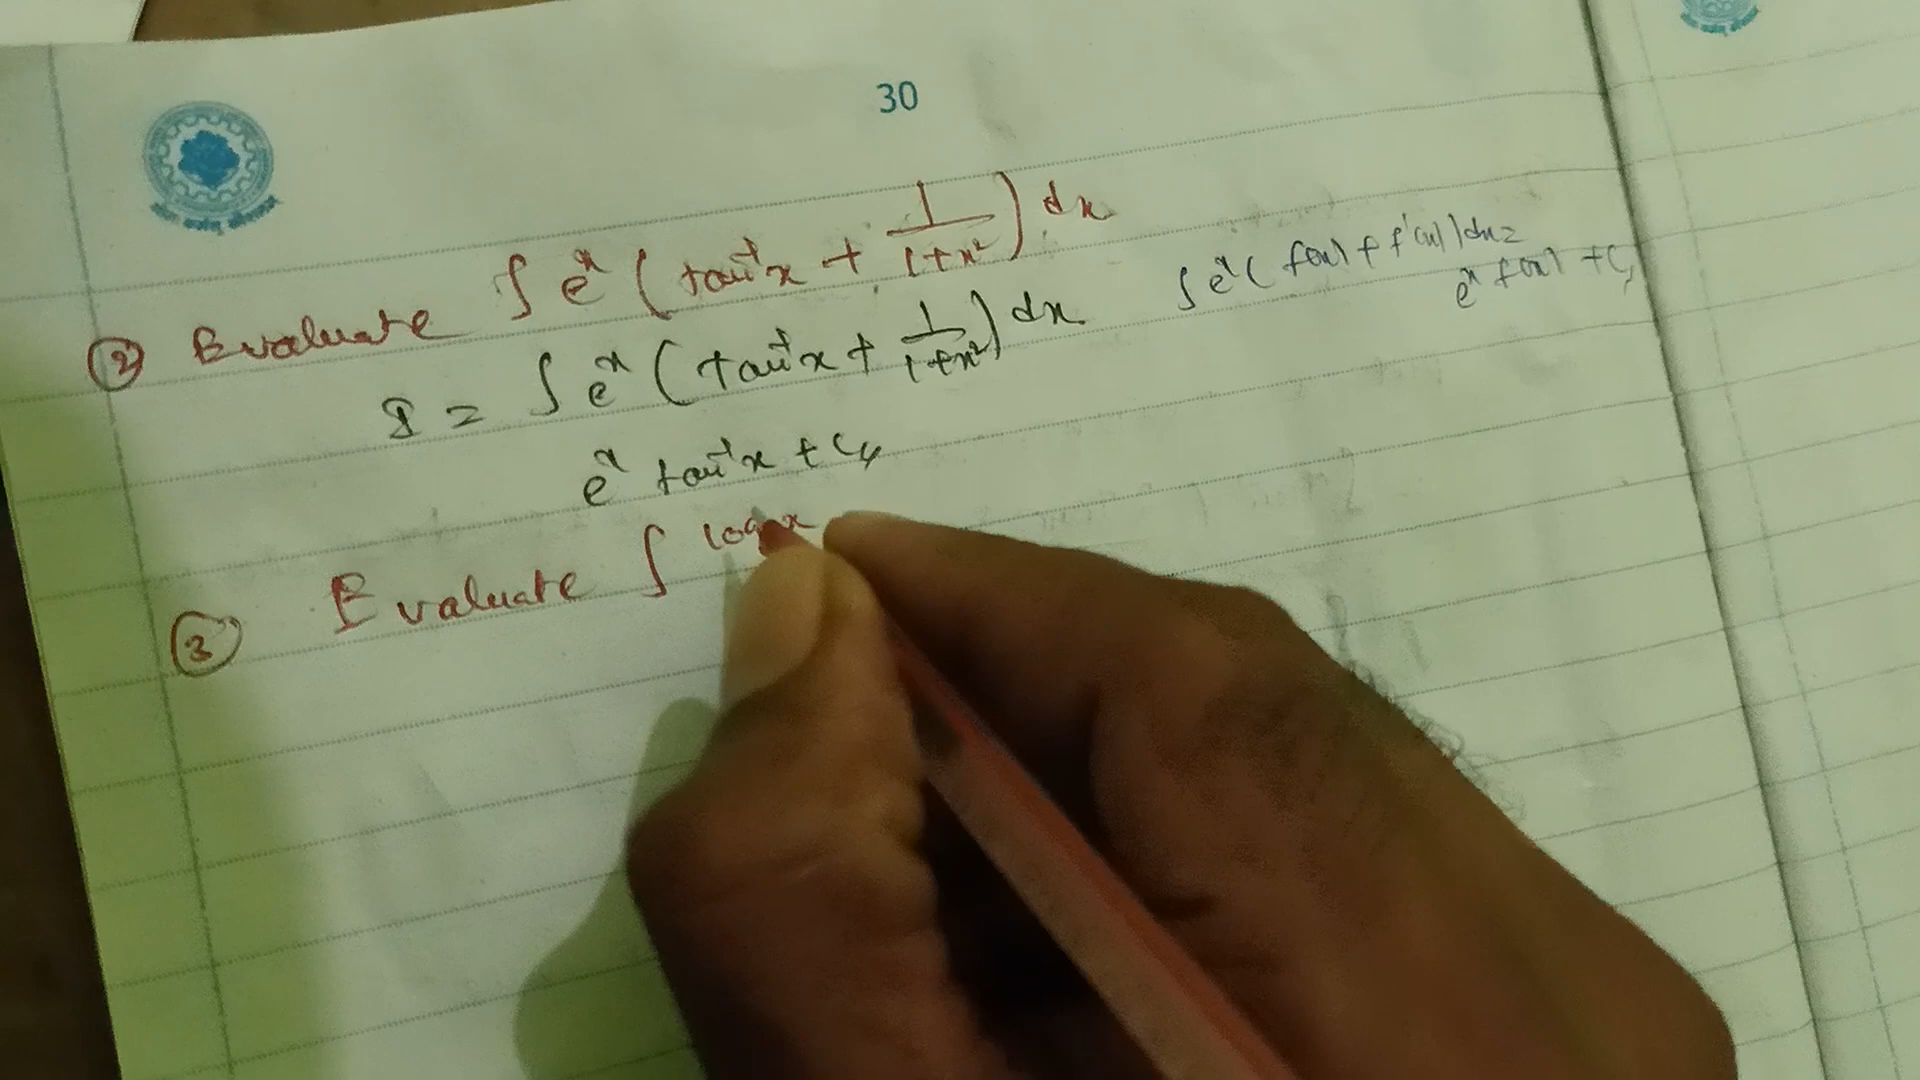 30
② Evaluate ∫ eˣ (tan⁻¹x + 1/(1+x²)) dx
I = ∫ eˣ (tan⁻¹x + 1/(1+x²)) dx
∫ eˣ( f(x) + f'(x) ) dx =
eˣ f(x) + C
eˣ tan⁻¹x + C
③ Evaluate ∫ log x